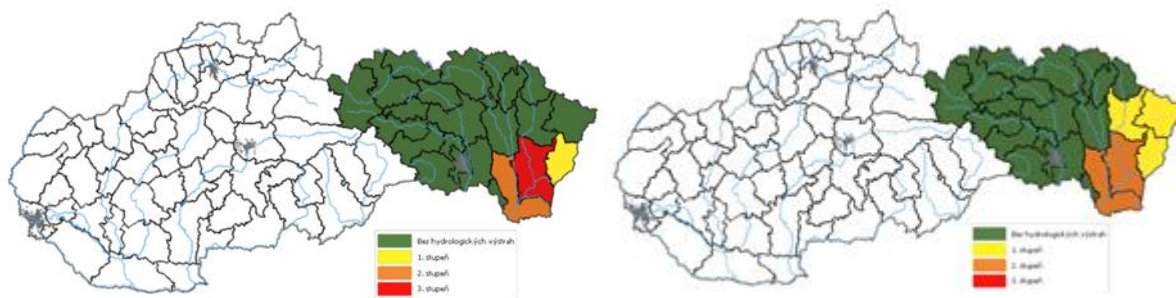 Bez hydrologických výstrah
1. stupeň
2. stupeň
3. stupeň
Bez hydrologických výstrah
1. stupeň
2. stupeň
3. stupeň